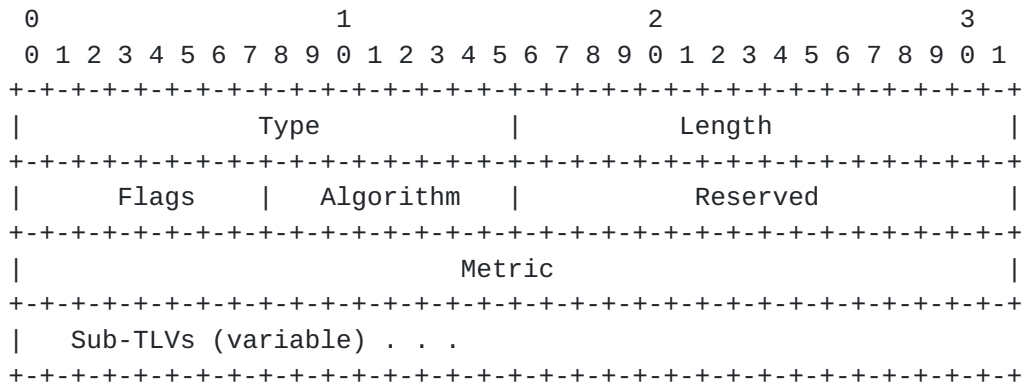 0                   1                   2                   3
 0 1 2 3 4 5 6 7 8 9 0 1 2 3 4 5 6 7 8 9 0 1 2 3 4 5 6 7 8 9 0 1
+-+-+-+-+-+-+-+-+-+-+-+-+-+-+-+-+-+-+-+-+-+-+-+-+-+-+-+-+-+-+-+-+
|               Type            |          Length               |
+-+-+-+-+-+-+-+-+-+-+-+-+-+-+-+-+-+-+-+-+-+-+-+-+-+-+-+-+-+-+-+-+
|      Flags    |   Algorithm   |           Reserved            |
+-+-+-+-+-+-+-+-+-+-+-+-+-+-+-+-+-+-+-+-+-+-+-+-+-+-+-+-+-+-+-+-+
|                            Metric                             |
+-+-+-+-+-+-+-+-+-+-+-+-+-+-+-+-+-+-+-+-+-+-+-+-+-+-+-+-+-+-+-+-+
|   Sub-TLVs (variable) . . .
+-+-+-+-+-+-+-+-+-+-+-+-+-+-+-+-+-+-+-+-+-+-+-+-+-+-+-+-+-+-+-+-+